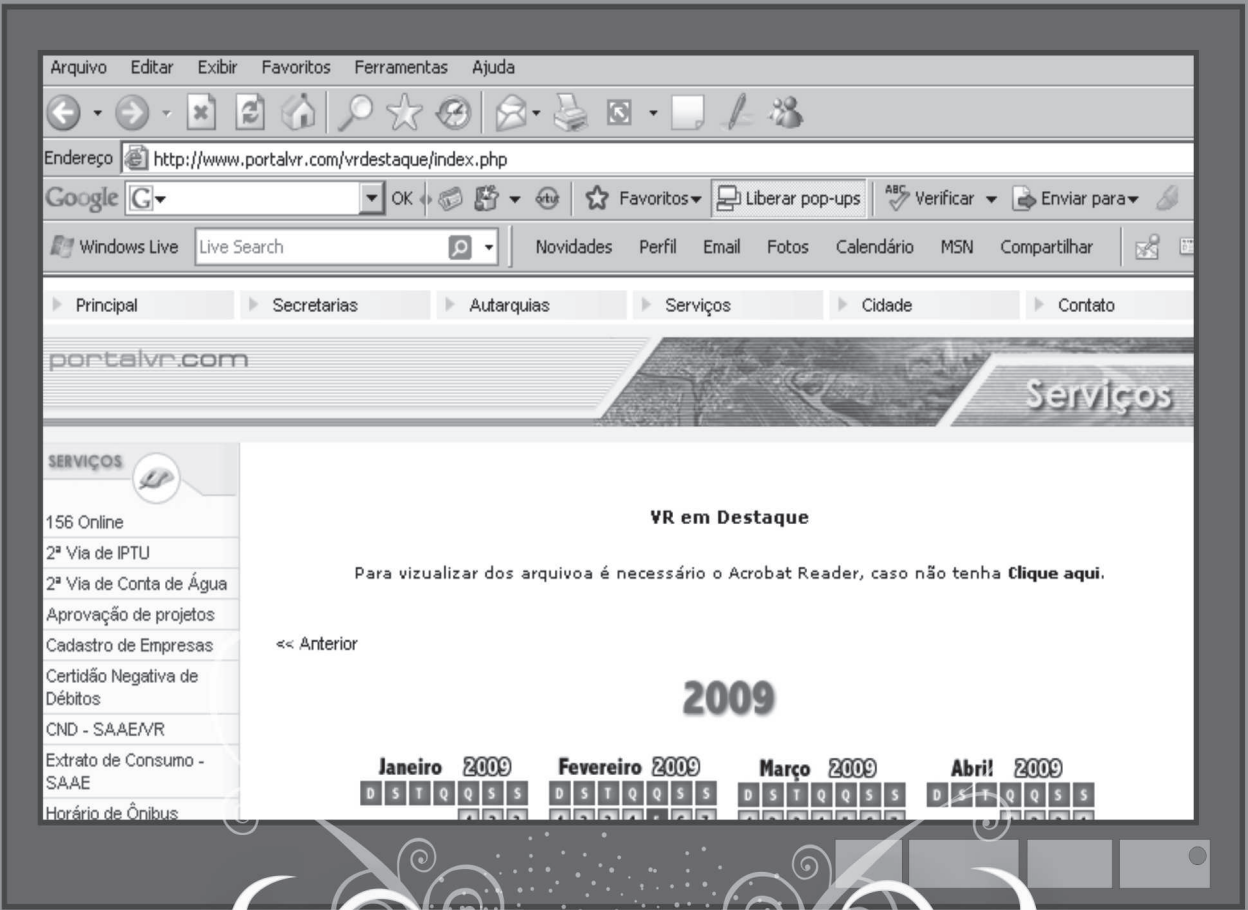 Arquivo Editar Exibir Favoritos Ferramentas Ajuda
Endereço http://www.portalvr.com/vrdestaque/index.php
Google G OK Favoritos Liberar pop-ups ABC Verificar Enviar para
Windows Live Live Search Novidades Perfil Email Fotos Calendário MSN Compartilhar
Principal Secretarias Autarquias Serviços Cidade Contato
portalvr.com
Serviços
SERVIÇOS
156 Online
2ª Via de IPTU
2ª Via de Conta de Água
Aprovação de projetos
Cadastro de Empresas
Certidão Negativa de
Débitos
CND - SAAE/VR
Extrato de Consumo -
SAAE
Horário de Ônibus
VR em Destaque
Para vizualizar dos arquivoa é necessário o Acrobat Reader, caso não tenha Clique aqui.
<< Anterior
2009
Janeiro 2009 Fevereiro 2009 Março 2009 Abril 2009
D S T Q Q S S D S T Q Q S S D S T Q Q S S D S T Q Q S S